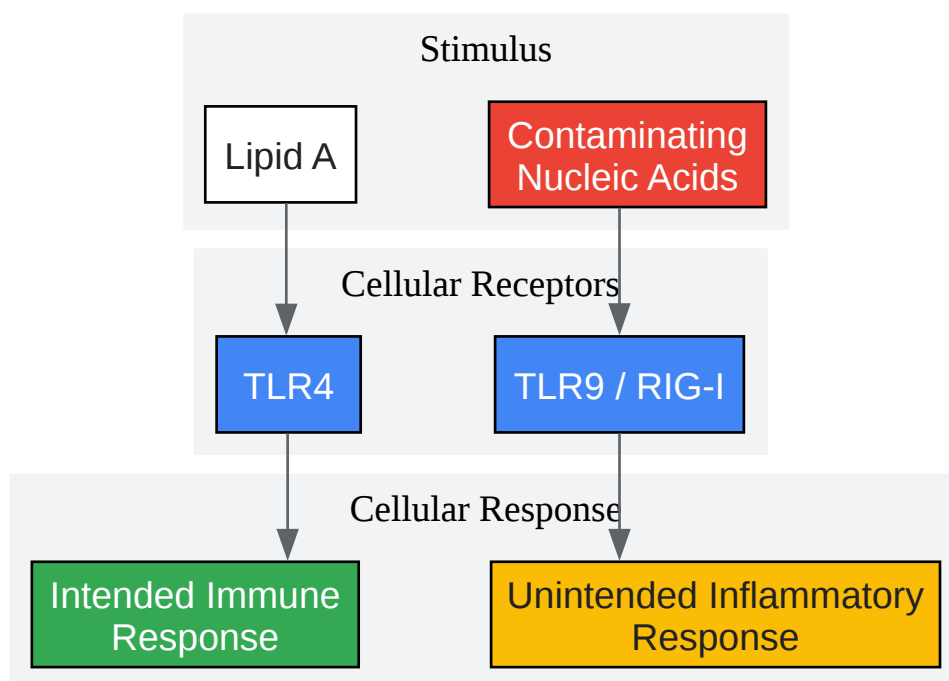 Stimulus
Lipid A
Contaminating
Nucleic Acids
Cellular Receptors
TLR4
TLR9 / RIG-I
Cellular Response
Intended Immune
Response
Unintended Inflammatory
Response